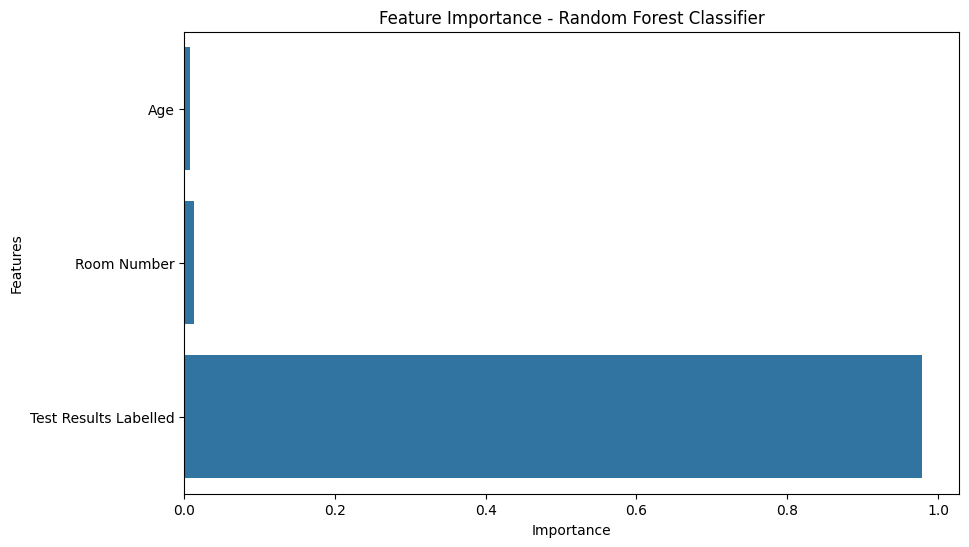 Feature Importance - Random Forest Classifier
Features
Age
Room Number
Test Results Labelled
0.0 0.2 0.4 0.6 0.8 1.0
Importance